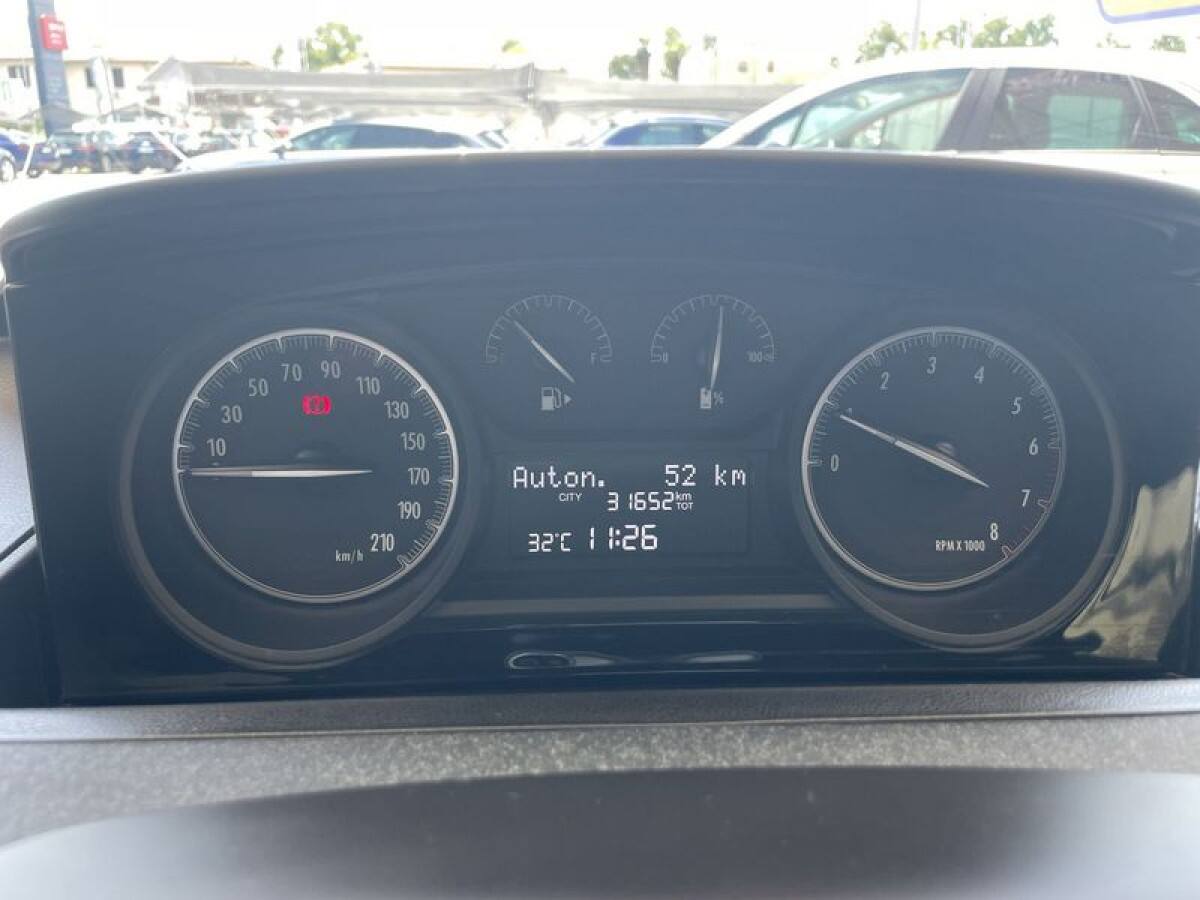 10 30 50 70 90 110 130 150 170 190 210
km/h
F
0 100
%
Auton. 52 km
CITY 31652 km TOT
32°C 11:26
0 1 2 3 4 5 6 7 8
RPM X 1000